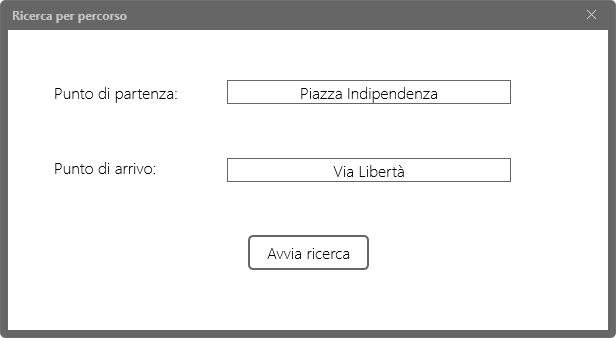 Ricerca per percorso
Punto di partenza:
Piazza Indipendenza
Punto di arrivo:
Via Libertà
Avvia ricerca